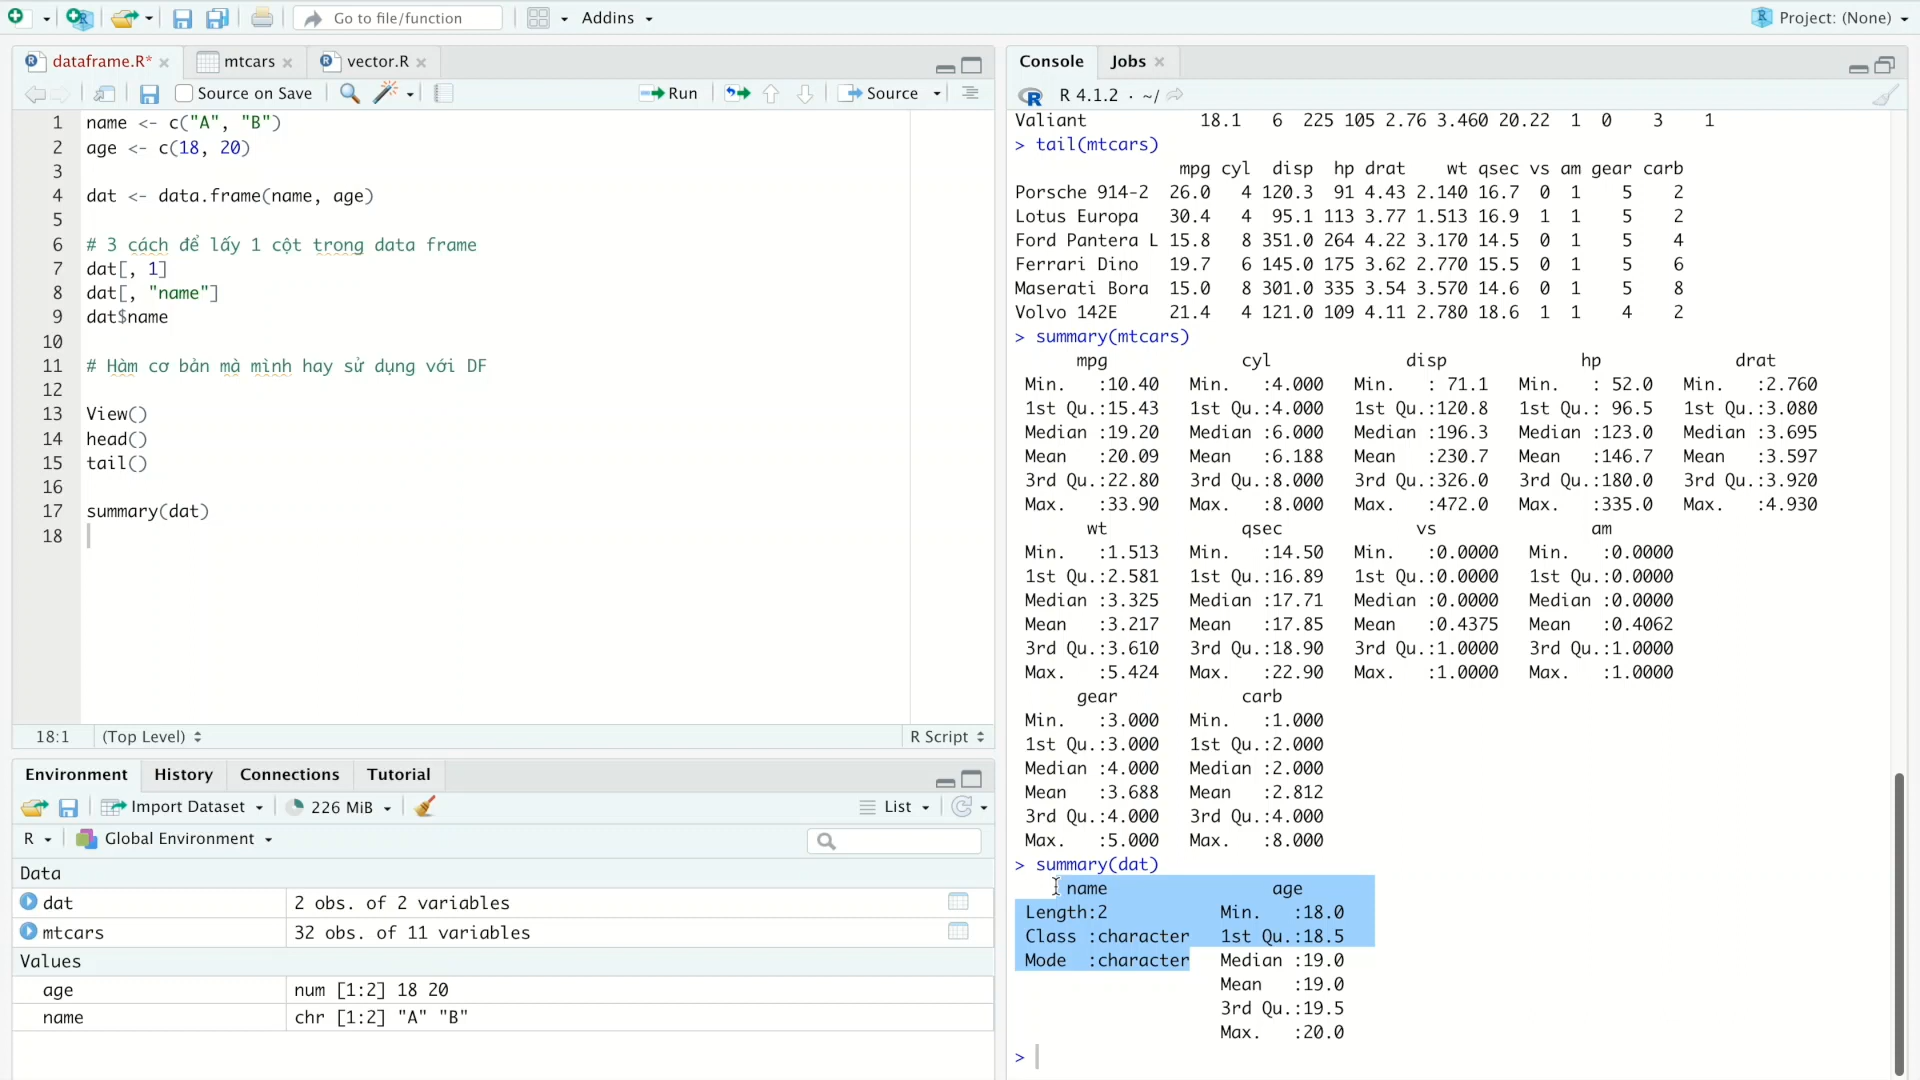 Go to file/function
Addins
Project: (None)
dataframe.R*
mtcars
vector.R
Source on Save
Run
Source
1 name <- c("A", "B")
2 age <- c(18, 20)
3
4 dat <- data.frame(name, age)
5
6 # 3 cách để lấy 1 cột trong data frame
7 dat[, 1]
8 dat[, "name"]
9 dat$name
10
11 # Hàm cơ bản mà mình hay sử dụng với DF
12
13 View()
14 head()
15 tail()
16
17 summary(dat)
18
18:1 (Top Level) R Script
Environment History Connections Tutorial
Import Dataset 226 MiB List
R Global Environment
Data
dat 2 obs. of 2 variables
mtcars 32 obs. of 11 variables
Values
age num [1:2] 18 20
name chr [1:2] "A" "B"
Console Jobs
R R 4.1.2 · ~/
Valiant 18.1 6 225 105 2.76 3.460 20.22 1 0 3 1
> tail(mtcars)
mpg cyl disp hp drat wt qsec vs am gear carb
Porsche 914-2 26.0 4 120.3 91 4.43 2.140 16.7 0 1 5 2
Lotus Europa 30.4 4 95.1 113 3.77 1.513 16.9 1 1 5 2
Ford Pantera L 15.8 8 351.0 264 4.22 3.170 14.5 0 1 5 4
Ferrari Dino 19.7 6 145.0 175 3.62 2.770 15.5 0 1 5 6
Maserati Bora 15.0 8 301.0 335 3.54 3.570 14.6 0 1 5 8
Volvo 142E 21.4 4 121.0 109 4.11 2.780 18.6 1 1 4 2
> summary(mtcars)
mpg cyl disp hp drat
Min. :10.40 Min. :4.000 Min. : 71.1 Min. : 52.0 Min. :2.760
1st Qu.:15.43 1st Qu.:4.000 1st Qu.:120.8 1st Qu.: 96.5 1st Qu.:3.080
Median :19.20 Median :6.000 Median :196.3 Median :123.0 Median :3.695
Mean :20.09 Mean :6.188 Mean :230.7 Mean :146.7 Mean :3.597
3rd Qu.:22.80 3rd Qu.:8.000 3rd Qu.:326.0 3rd Qu.:180.0 3rd Qu.:3.920
Max. :33.90 Max. :8.000 Max. :472.0 Max. :335.0 Max. :4.930
wt qsec vs am
Min. :1.513 Min. :14.50 Min. :0.0000 Min. :0.0000
1st Qu.:2.581 1st Qu.:16.89 1st Qu.:0.0000 1st Qu.:0.0000
Median :3.325 Median :17.71 Median :0.0000 Median :0.0000
Mean :3.217 Mean :17.85 Mean :0.4375 Mean :0.4062
3rd Qu.:3.610 3rd Qu.:18.90 3rd Qu.:1.0000 3rd Qu.:1.0000
Max. :5.424 Max. :22.90 Max. :1.0000 Max. :1.0000
gear carb
Min. :3.000 Min. :1.000
1st Qu.:3.000 1st Qu.:2.000
Median :4.000 Median :2.000
Mean :3.688 Mean :2.812
3rd Qu.:4.000 3rd Qu.:4.000
Max. :5.000 Max. :8.000
> summary(dat)
name age
Length:2 Min. :18.0
Class :character 1st Qu.:18.5
Mode :character Median :19.0
Mean :19.0
3rd Qu.:19.5
Max. :20.0
>